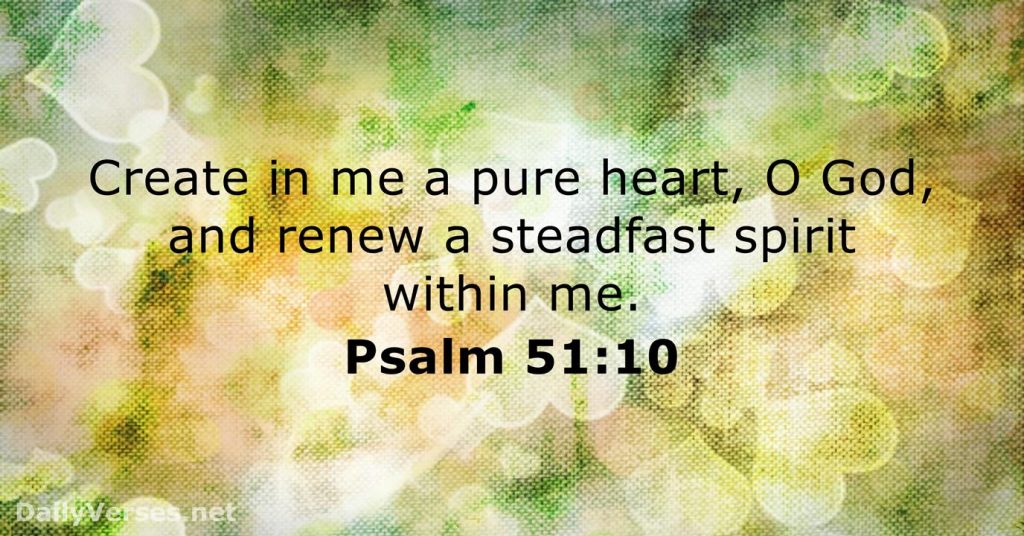 Create in me a pure heart, O God,
and renew a steadfast spirit
within me.
Psalm 51:10
DailyVerses.net